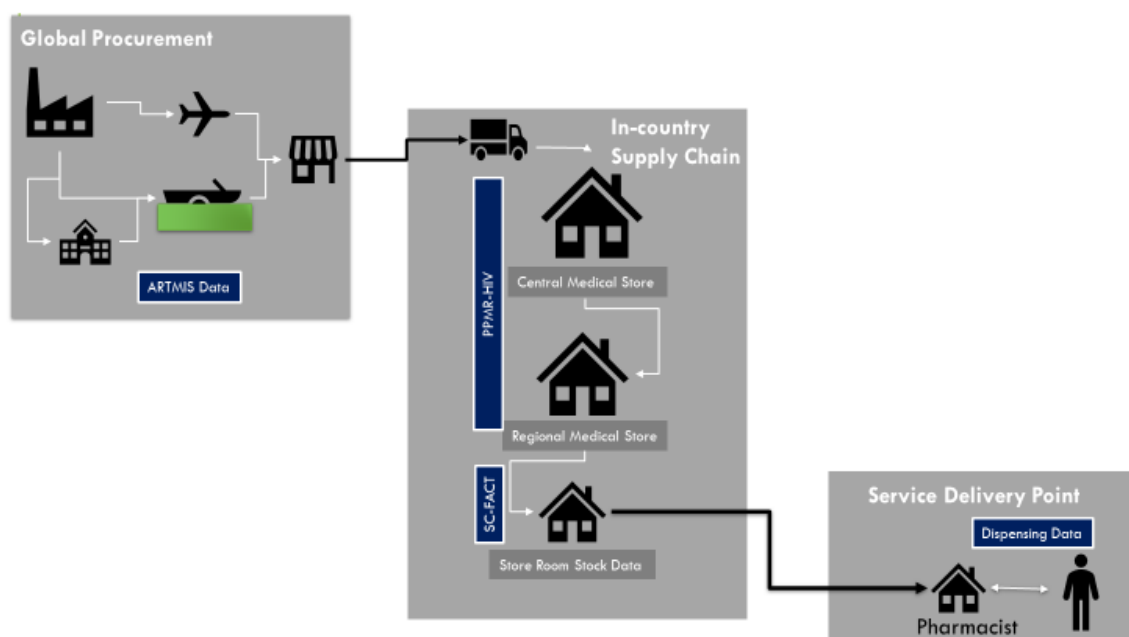 Global Procurement
ARTMIS Data
In-country
Supply Chain
PPMR-HIV
Central Medical Store
Regional Medical Store
SC-FACT
Store Room Stock Data
Service Delivery Point
Dispensing Data
Pharmacist